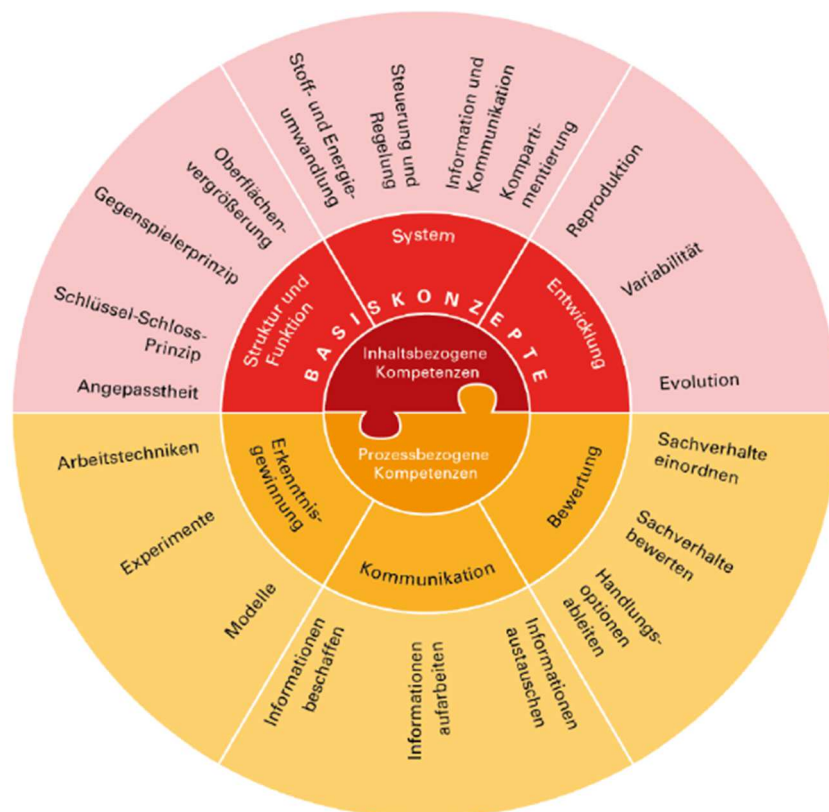 Stoff- und Energie-
umwandlung
Steuerung und
Regelung
Information und
Kommunikation
Komparti-
mentierung
Oberflächen-
vergrößerung
Gegenspielerprinzip
Schlüssel-Schloss-
Prinzip
Angepasstheit
Reproduktion
Variabilität
Evolution
System
Struktur und
Funktion
Entwicklung
BASISKONZEPTE
Inhaltsbezogene
Kompetenzen
Prozessbezogene
Kompetenzen
Erkenntnis-
gewinnung
Kommunikation
Bewertung
Arbeitstechniken
Experimente
Modelle
Informationen
beschaffen
Informationen
aufarbeiten
Informationen
austauschen
Handlungs-
optionen
ableiten
Sachverhalte
bewerten
Sachverhalte
einordnen